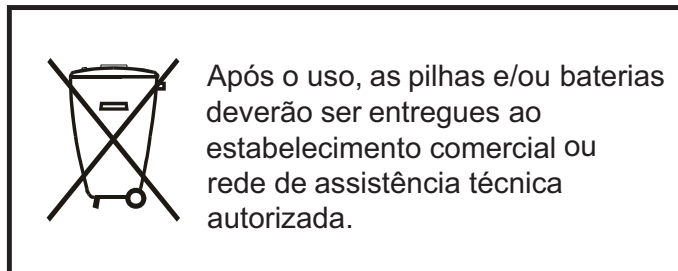 Após o uso, as pilhas e/ou baterias
deverão ser entregues ao
estabelecimento comercial ou
rede de assistência técnica
autorizada.